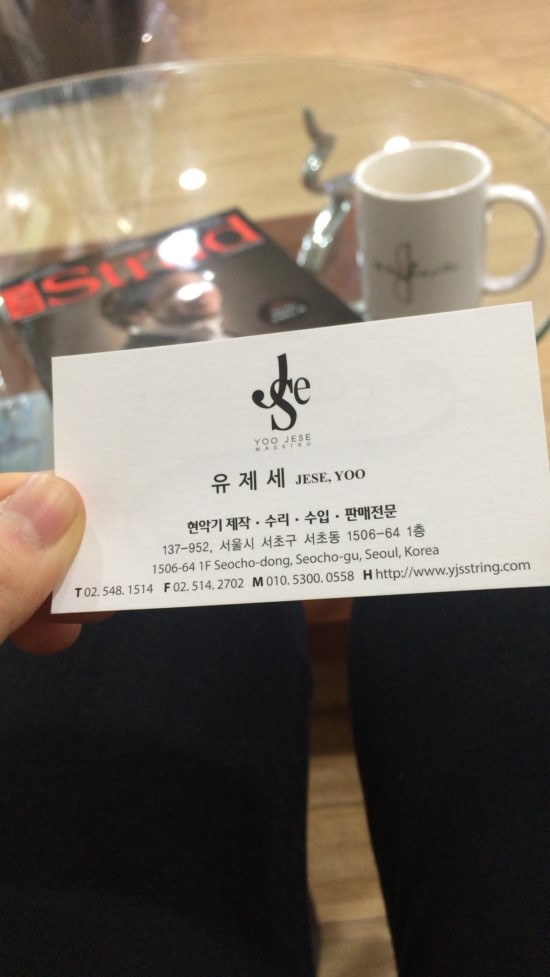 Strad
Jse
YOO JESE
MAESTRO
유 제 세 JESE, YOO
현악기 제작 · 수리 · 수입 · 판매전문
137-952, 서울시 서초구 서초동 1506-64 1층
1506-64 1F Seocho-dong, Seocho-gu, Seoul, Korea
T 02. 548. 1514 F 02. 514. 2702 M 010. 5300. 0558 H http://www.yjsstring.com